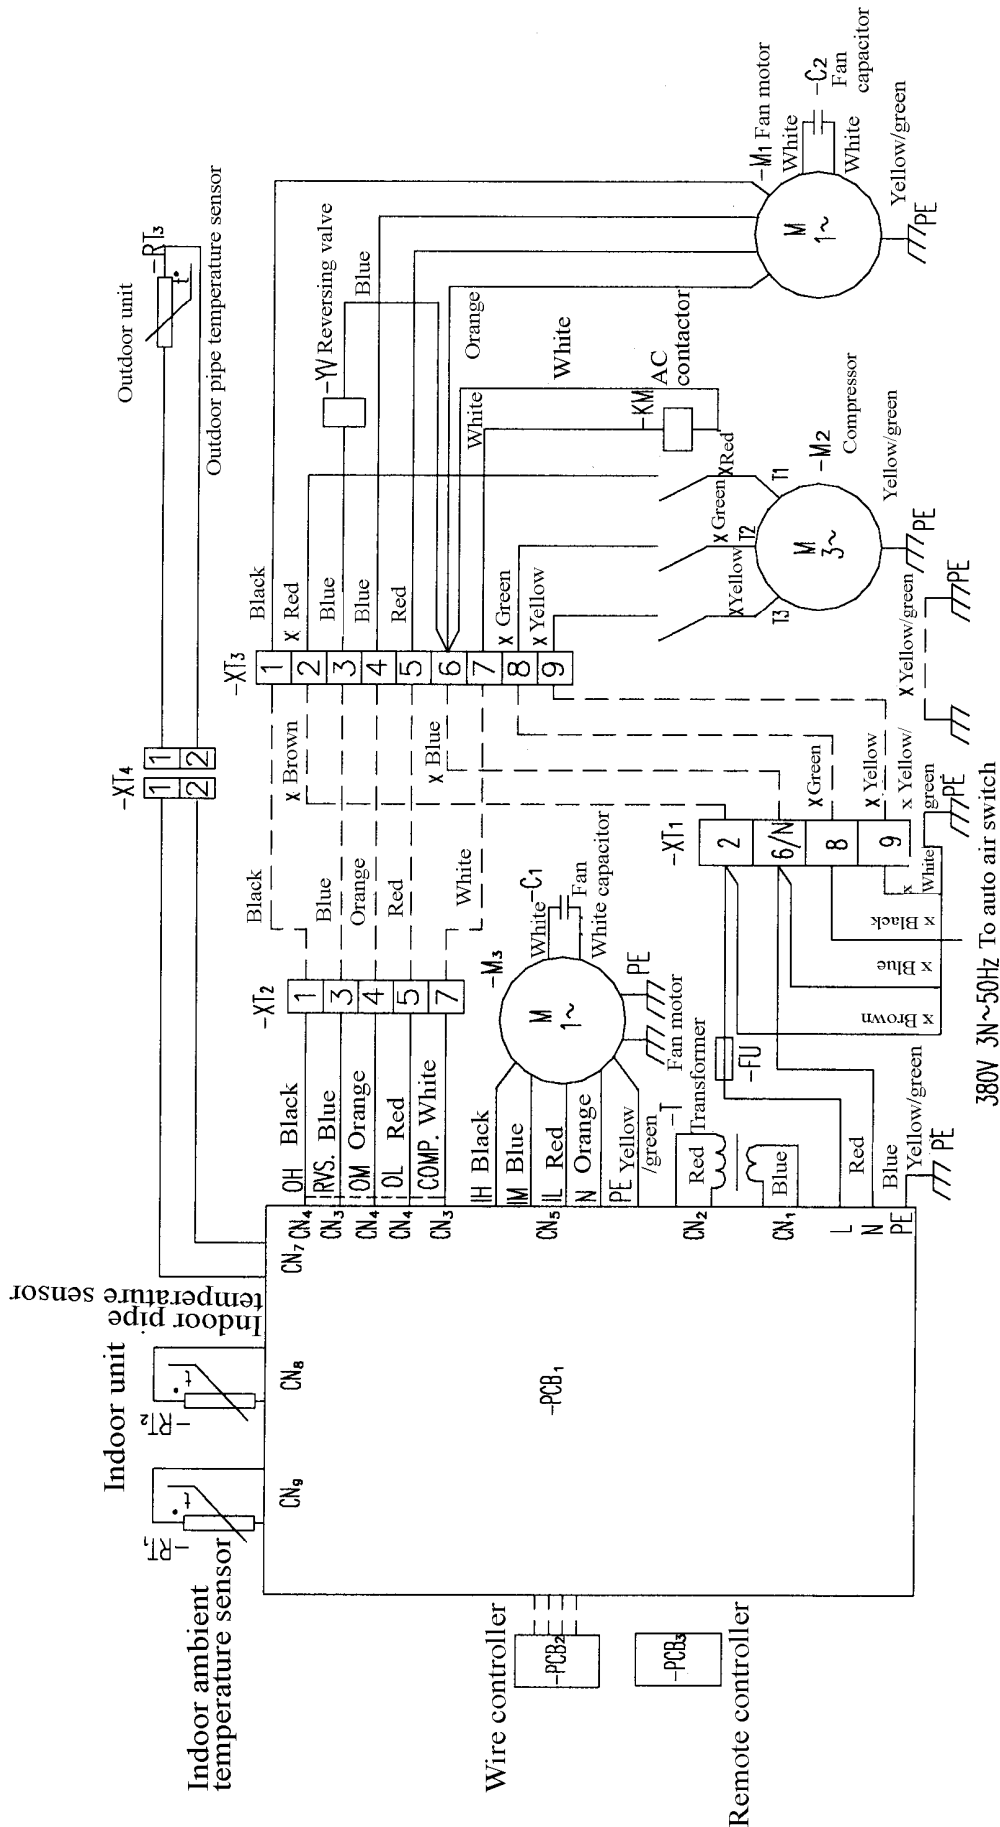 Indoor ambient
temperature sensor
-RT₁
t
Indoor unit
-RT₂
t
Indoor pipe
temperature sensor
CN₉
CN₈
CN₇
Wire controller
-PCB₂
Remote controller
-PCB₃
-PCB₁
Outdoor unit
-RT₃
t
Outdoor pipe temperature sensor
-XT₄
1
1
2
2
CN₄ OH Black
CN₃ RVS. Blue
CN₄ OM Orange
CN₄ OL Red
CN₃ COMP. White
-XT₂
1
3
4
5
7
Black
Blue
Orange
Red
White
x Brown
x Blue
-XT₃
1
2
3
4
5
6
7
8
9
Black
x Red
Blue
Blue
Red
x Green
x Yellow
-YV Reversing valve
Blue
Orange
White
White
-KM
AC
contactor
-M₁ Fan motor
White
-C₂
Fan
capacitor
White
M
1~
Yellow/green
PE
xRed
T1
x Green
T2
xYellow
T3
-M₂
Compressor
M
3~
Yellow/green
PE
x Yellow/green
PE
CN₅
IH Black
IM Blue
IL Red
N Orange
PE Yellow
/green
-M₃
M
1~
White
-C₁
Fan
White capacitor
PE
Fan motor
CN₂
Red
-T
Transformer
CN₁
Blue
L
Red
N
Blue
PE
Yellow/green
PE
-FU
-XT₁
2
6/N
8
9
xGreen
x Yellow
x Yellow/
green
PE
x
White
x Black
x Blue
x Brown
380V 3N~50Hz To auto air switch